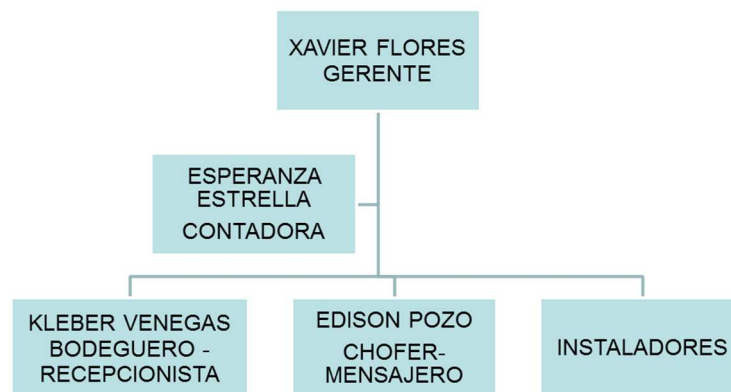 XAVIER FLORES
GERENTE
ESPERANZA
ESTRELLA
CONTADORA
KLEBER VENEGAS
BODEGUERO -
RECEPCIONISTA
EDISON POZO
CHOFER-
MENSAJERO
INSTALADORES